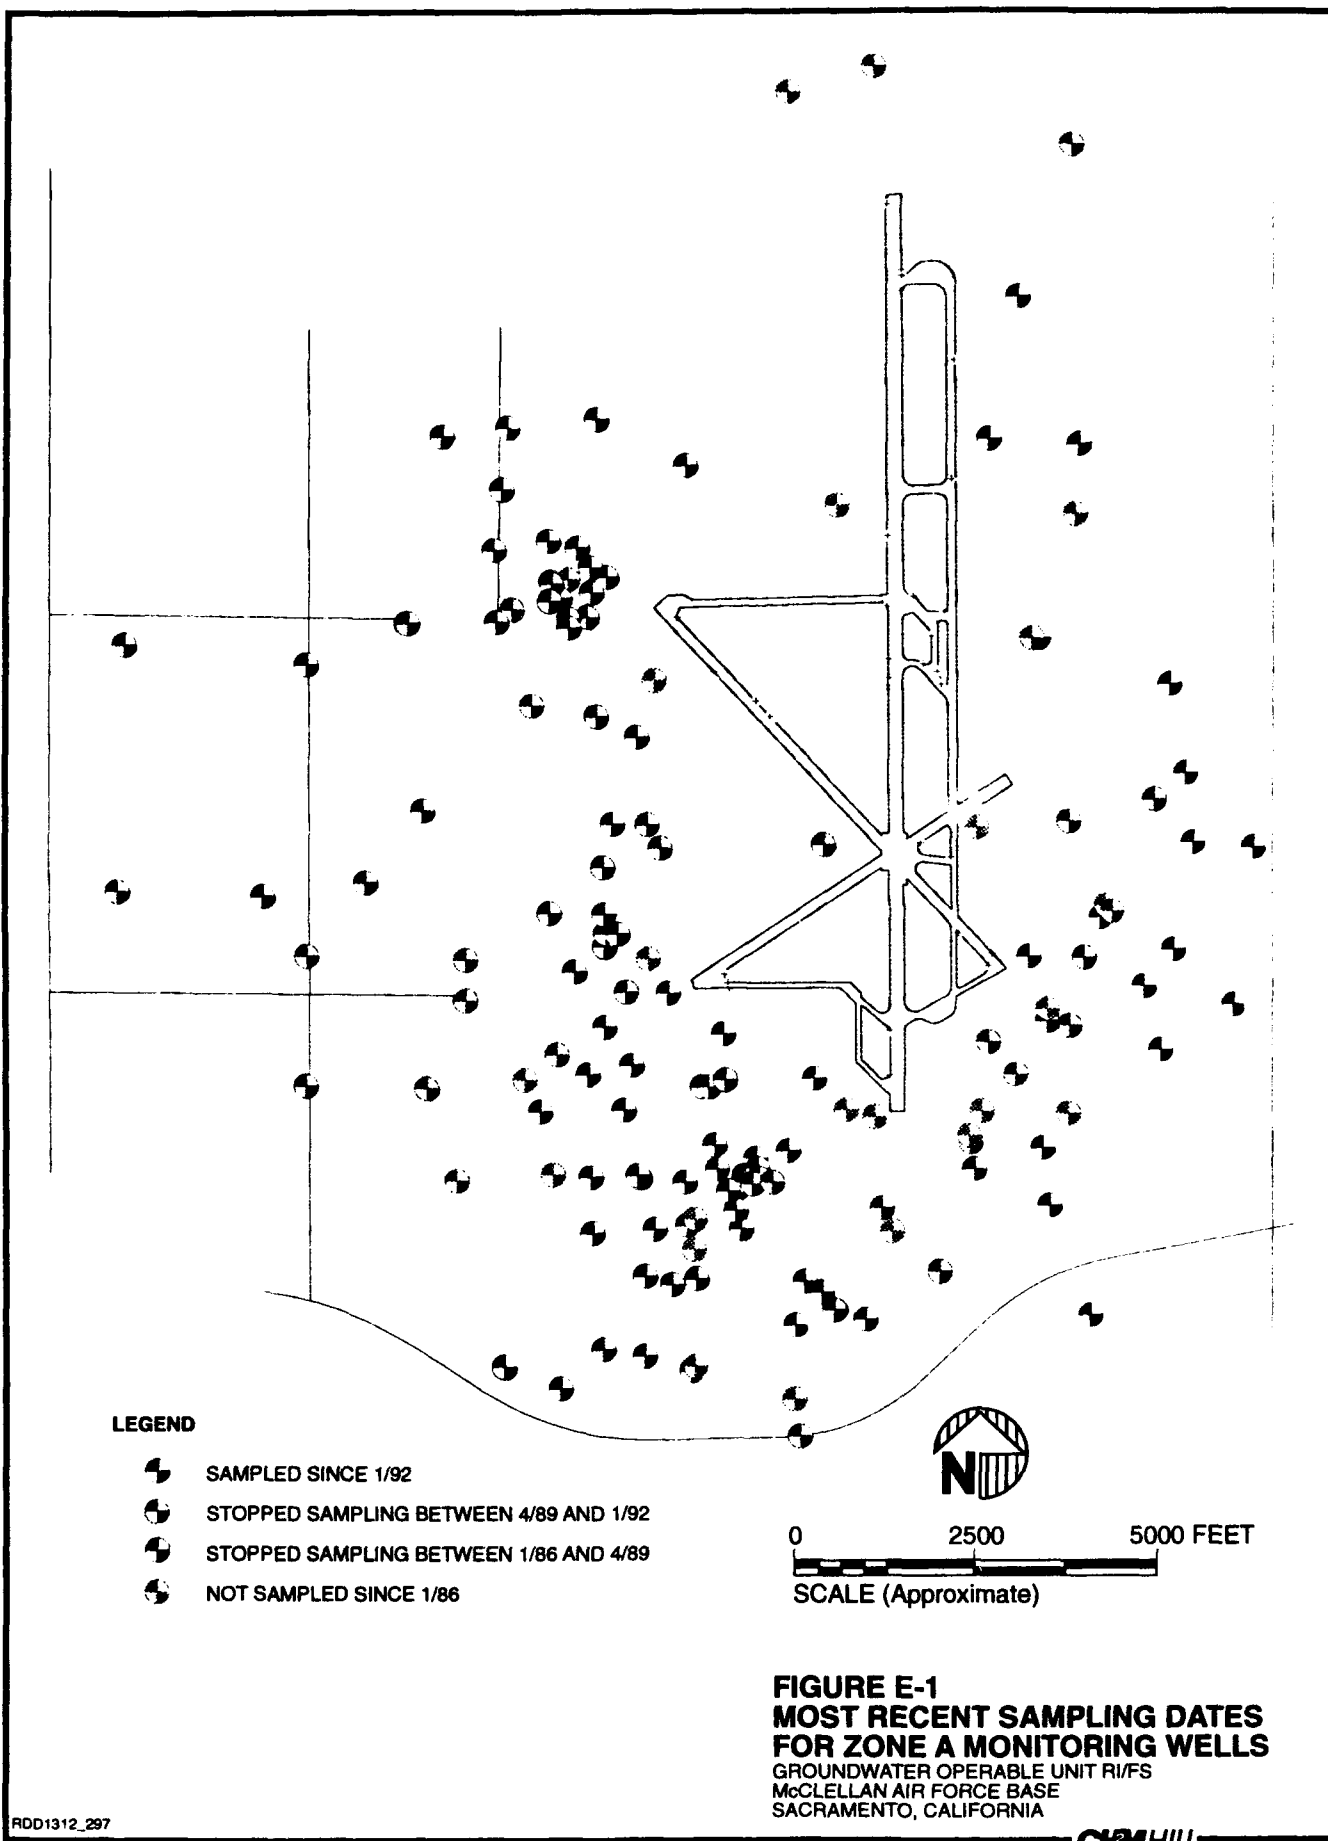 LEGEND
SAMPLED SINCE 1/92
STOPPED SAMPLING BETWEEN 4/89 AND 1/92
STOPPED SAMPLING BETWEEN 1/86 AND 4/89
NOT SAMPLED SINCE 1/86
N
0 2500 5000 FEET
SCALE (Approximate)
FIGURE E-1
MOST RECENT SAMPLING DATES
FOR ZONE A MONITORING WELLS
GROUNDWATER OPERABLE UNIT RI/FS
McCLELLAN AIR FORCE BASE
SACRAMENTO, CALIFORNIA
RDD1312_297
CH2M HILL